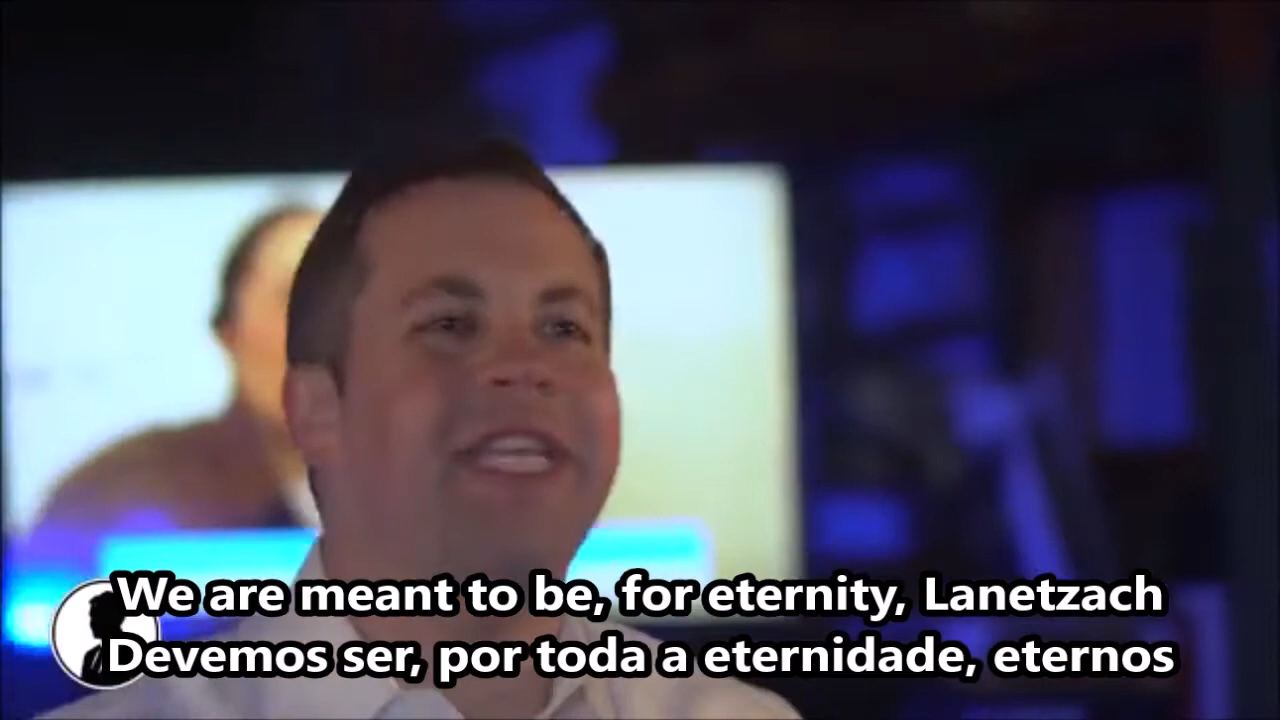 We are meant to be, for eternity, Lanetzach
Devemos ser, por toda a eternidade, eternos